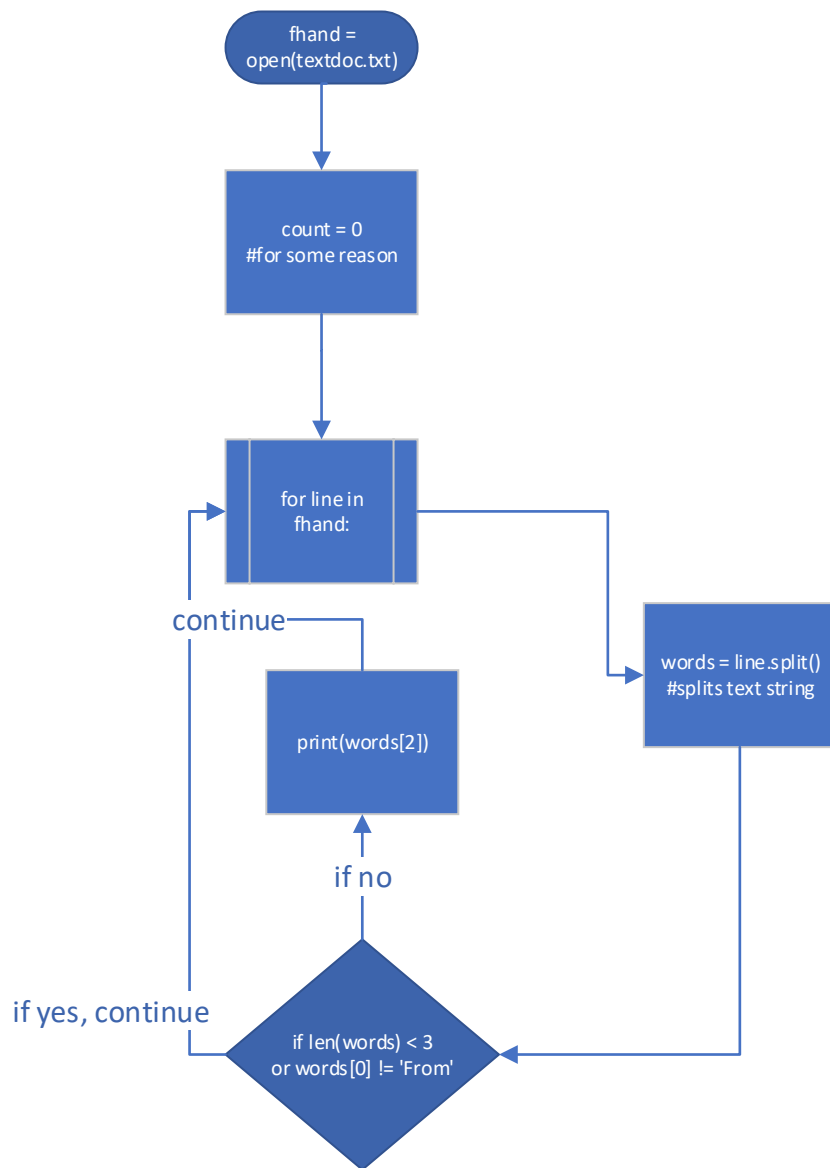 fhand =
open(textdoc.txt)
count = 0
#for some reason
for line in
fhand:
continue
words = line.split()
#splits text string
print(words[2])
if no
if yes, continue
if len(words) < 3
or words[0] != 'From'